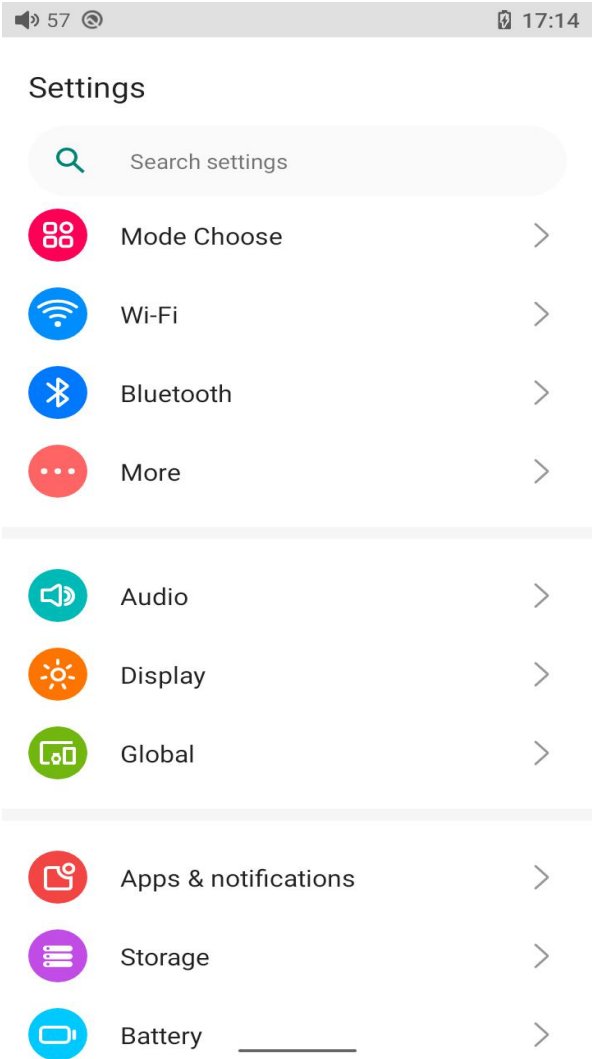 57
17:14
Settings
Search settings
Mode Choose
Wi-Fi
Bluetooth
More
Audio
Display
Global
Apps & notifications
Storage
Battery